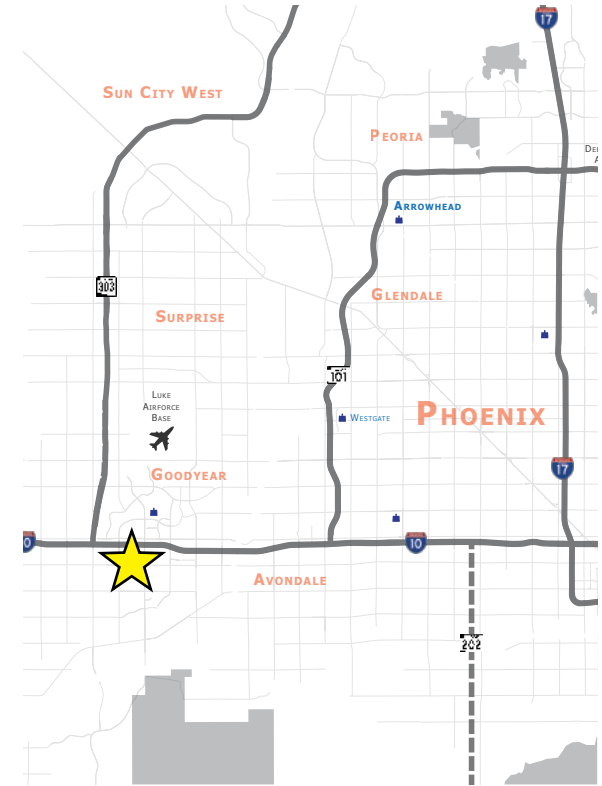 17
SUN CITY WEST
PEORIA
ARROWHEAD
303
GLENDALE
SURPRISE
101
LUKE
AIRFORCE
BASE
PHOENIX
WESTGATE
17
GOODYEAR
10
AVONDALE
202